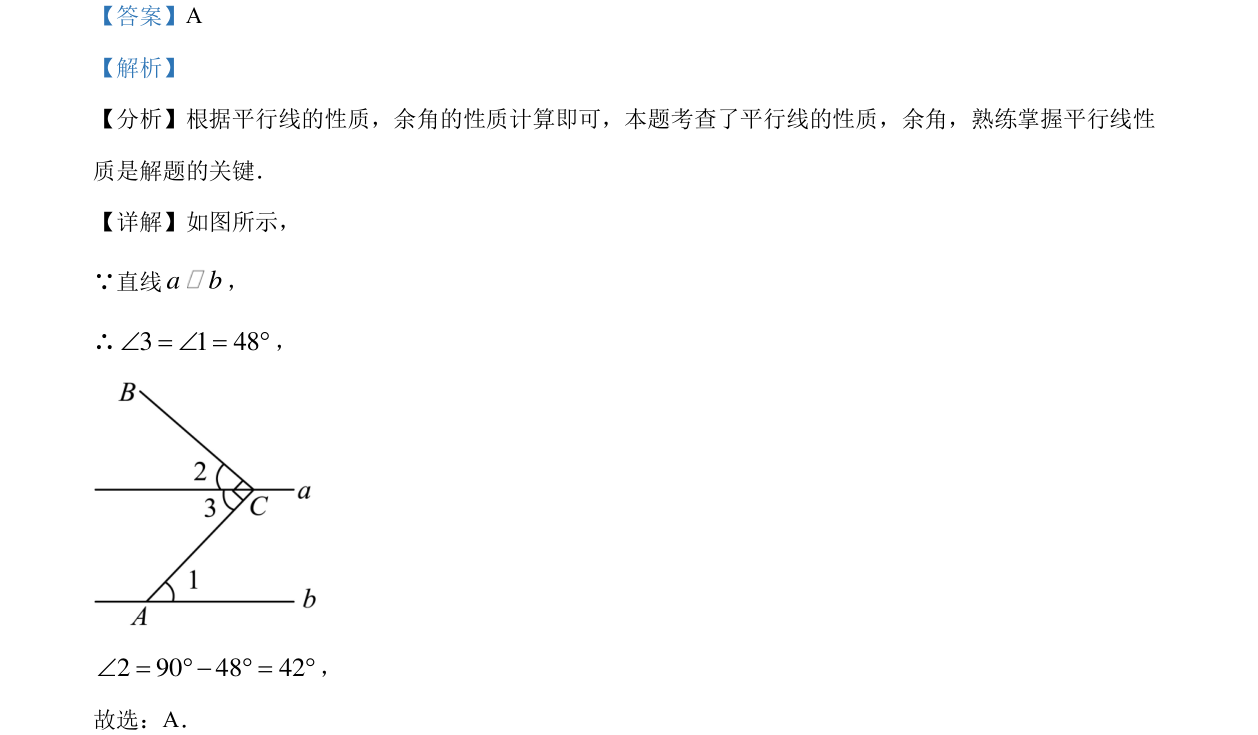 【答案】A
【解析】
【分析】根据平行线的性质，余角的性质计算即可，本题考查了平行线的性质，余角，熟练掌握平行线性
质是解题的关键．
【详解】如图所示，
∵直线 a □ b，
∴ ∠3 = ∠1 = 48°，
B
2
a
3
C
1
b
A
∠2 = 90° − 48° = 42°，
故选：A．